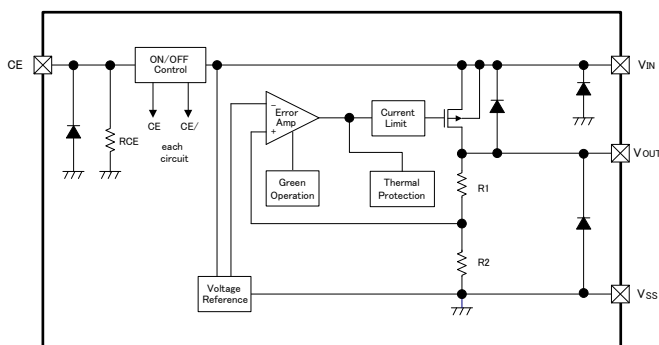 CE
ON/OFF
Control
VIN
CE
CE/
each
circuit
RCE
−
Error
Amp
+
Current
Limit
VOUT
Green
Operation
Thermal
Protection
R1
R2
Voltage
Reference
VSS